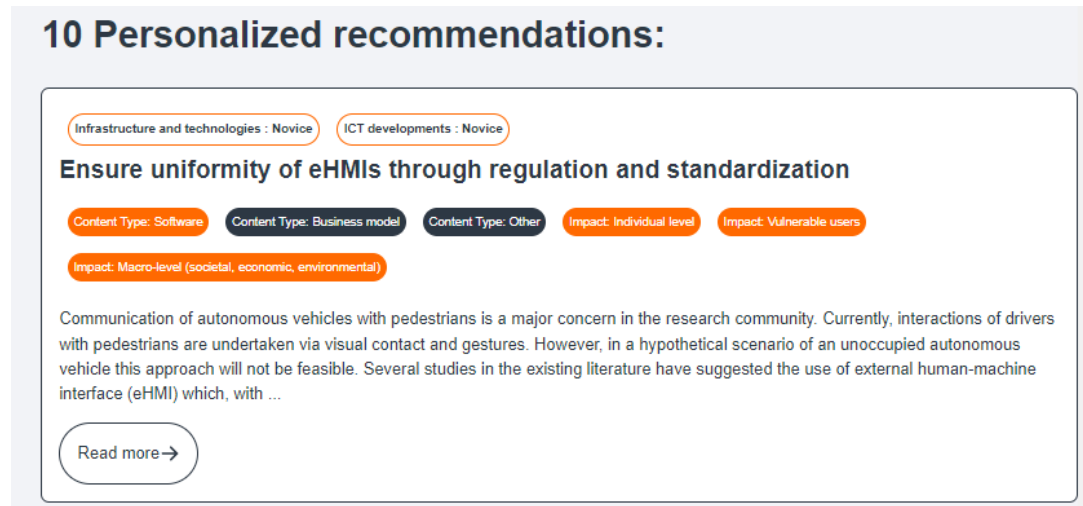 10 Personalized recommendations:
Infrastructure and technologies : Novice ICT developments : Novice
Ensure uniformity of eHMIs through regulation and standardization
Content Type: Software Content Type: Business model Content Type: Other Impact: Individual level Impact: Vulnerable users
Impact: Macro-level (societal, economic, environmental)
Communication of autonomous vehicles with pedestrians is a major concern in the research community. Currently, interactions of drivers
with pedestrians are undertaken via visual contact and gestures. However, in a hypothetical scenario of an unoccupied autonomous
vehicle this approach will not be feasible. Several studies in the existing literature have suggested the use of external human-machine
interface (eHMI) which, with ...
Read more→